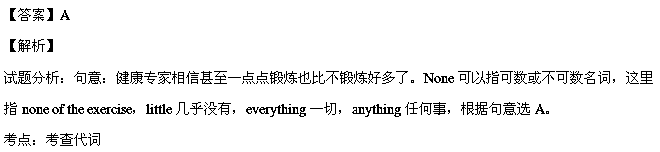 【答案】A
【解析】
试题分析：句意：健康专家相信甚至一点点锻炼也比不锻炼好多了。None 可以指可数或不可数名词，这里
指 none of the exercise，little 几乎没有，everything 一切，anything 任何事，根据句意选 A。
考点：考查代词